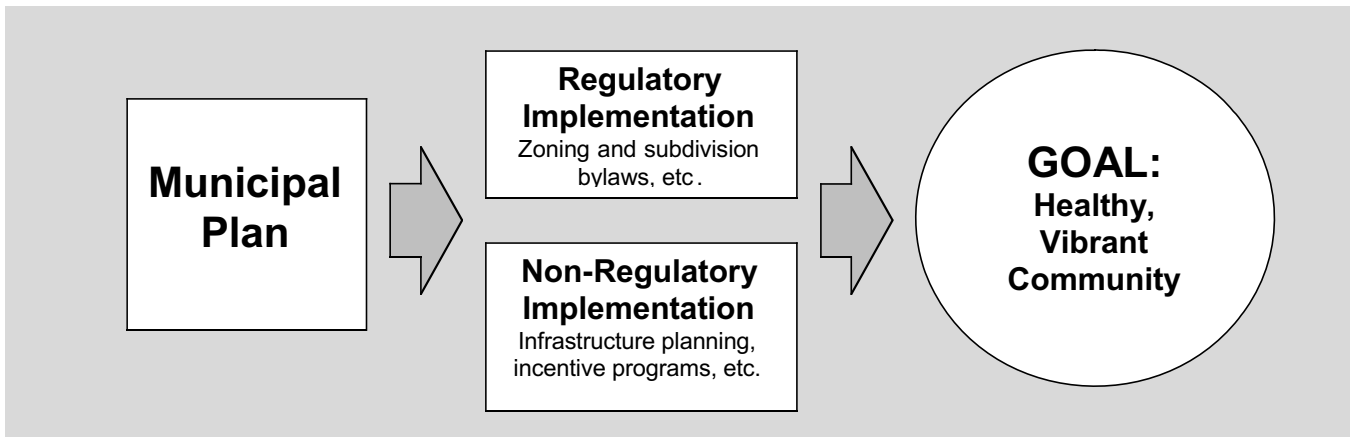 Municipal
Plan
Regulatory
Implementation
Zoning and subdivision
bylaws, etc.
Non-Regulatory
Implementation
Infrastructure planning,
incentive programs, etc.
GOAL:
Healthy,
Vibrant
Community